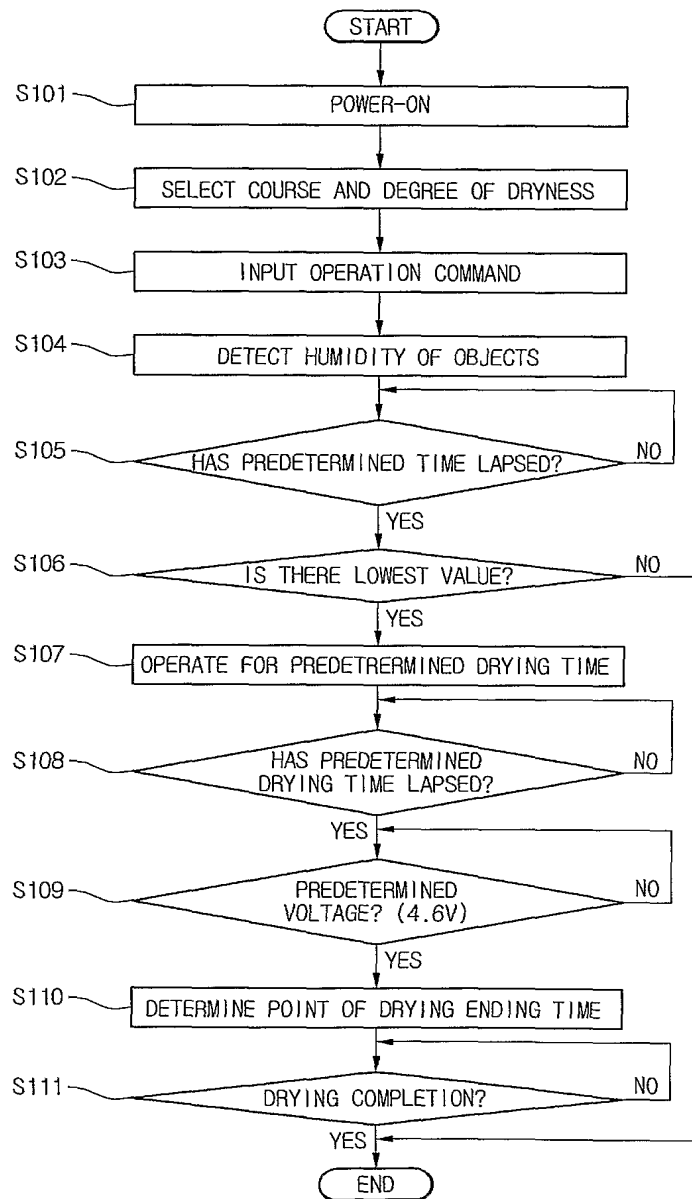 START
S101
POWER-ON
S102
SELECT COURSE AND DEGREE OF DRYNESS
S103
INPUT OPERATION COMMAND
S104
DETECT HUMIDITY OF OBJECTS
S105
HAS PREDETERMINED TIME LAPSED?
NO
YES
S106
IS THERE LOWEST VALUE?
NO
YES
S107
OPERATE FOR PREDETRERMINED DRYING TIME
S108
HAS PREDETERMINED
DRYING TIME LAPSED?
NO
YES
S109
PREDETERMINED
VOLTAGE? (4.6V)
NO
YES
S110
DETERMINE POINT OF DRYING ENDING TIME
S111
DRYING COMPLETION?
NO
YES
END